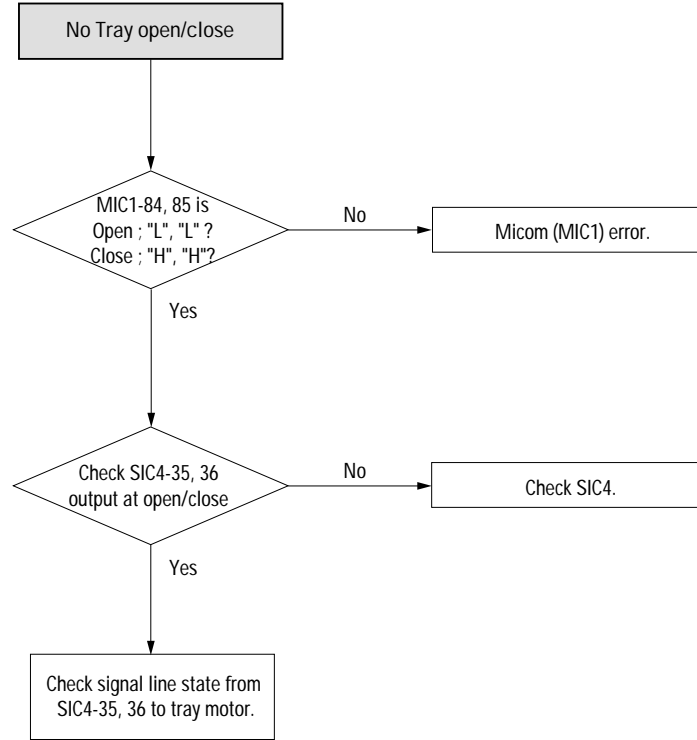 No Tray open/close
MIC1-84, 85 is
Open ; "L", "L" ?
Close ; "H", "H"?
No
Micom (MIC1) error.
Yes
Check SIC4-35, 36
output at open/close
No
Check SIC4.
Yes
Check signal line state from
SIC4-35, 36 to tray motor.